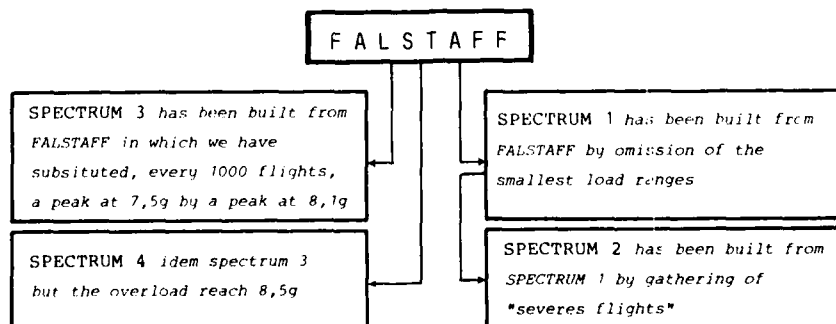 F A L S T A F F
SPECTRUM 3 has been built from
FALSTAFF in which we have
subsituted, every 1000 flights,
a peak at 7,5g by a peak at 8,1g
SPECTRUM 4 idem spectrum 3
but the overload reach 8,5g
SPECTRUM 1 has been built from
FALSTAFF by omission of the
smallest load ranges
SPECTRUM 2 has been built from
SPECTRUM 1 by gathering of
"severes flights"